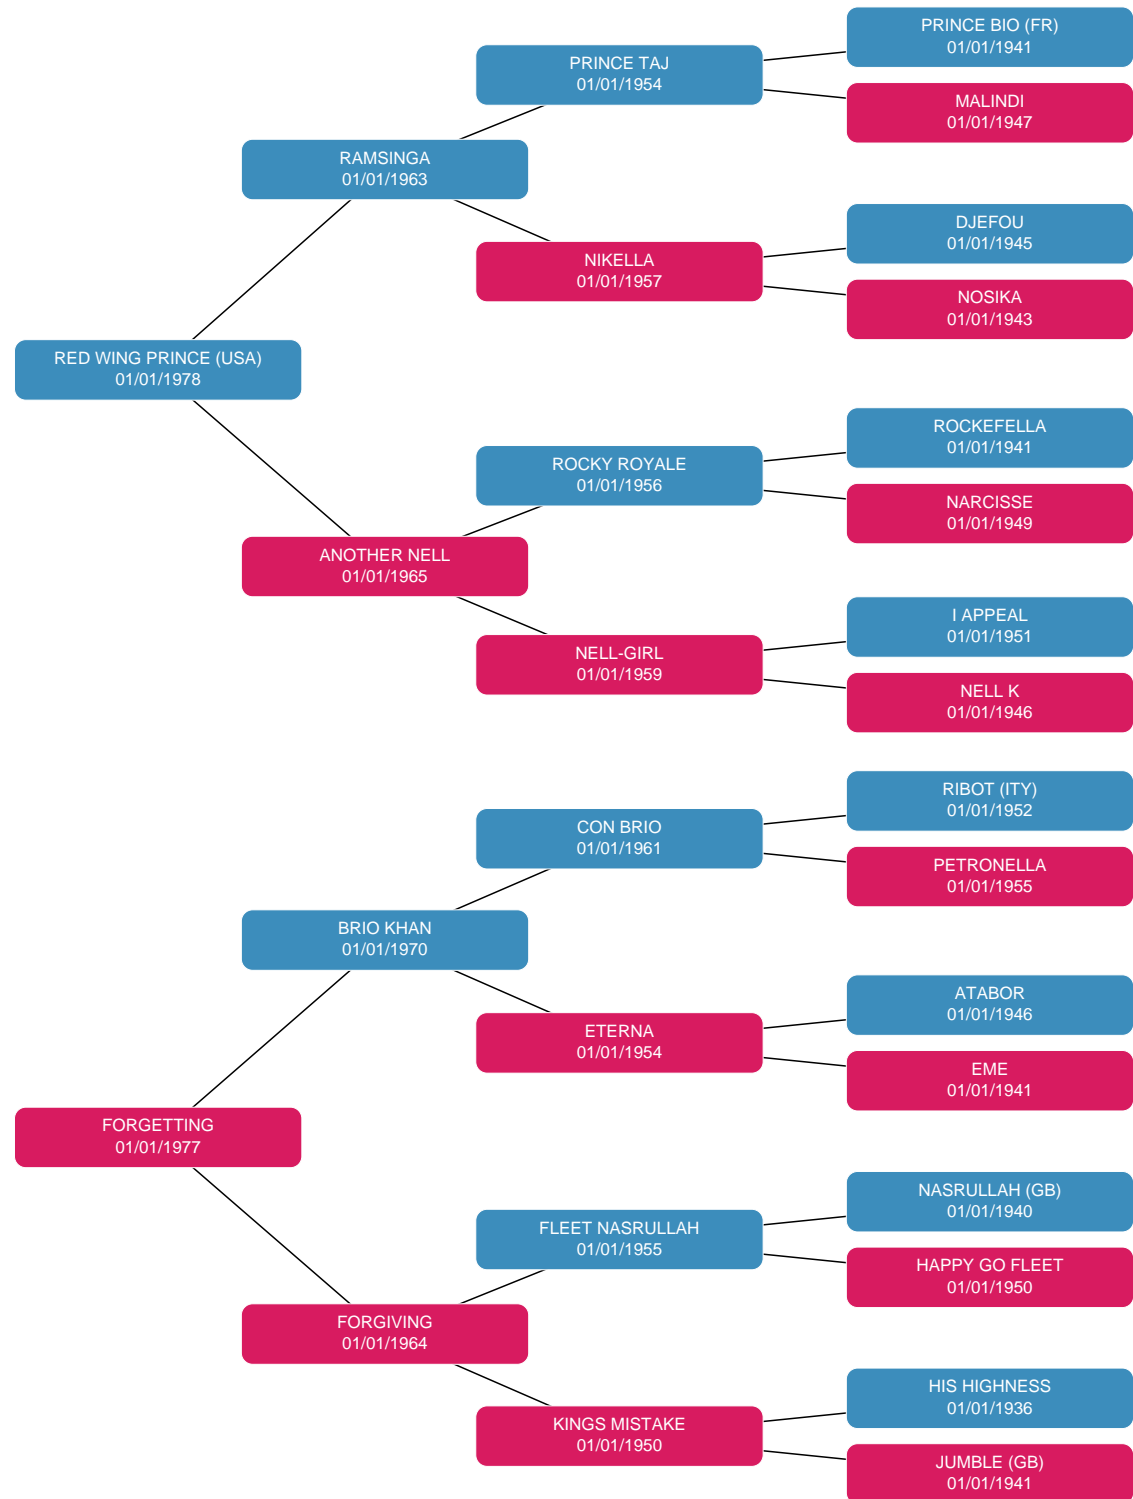 PRINCE BIO (FR)
01/01/1941
PRINCE TAJ
01/01/1954
MALINDI
01/01/1947
RAMSINGA
01/01/1963
DJEFOU
01/01/1945
NIKELLA
01/01/1957
NOSIKA
01/01/1943
RED WING PRINCE (USA)
01/01/1978
ROCKEFELLA
01/01/1941
ROCKY ROYALE
01/01/1956
NARCISSE
01/01/1949
ANOTHER NELL
01/01/1965
I APPEAL
01/01/1951
NELL-GIRL
01/01/1959
NELL K
01/01/1946
RIBOT (ITY)
01/01/1952
CON BRIO
01/01/1961
PETRONELLA
01/01/1955
BRIO KHAN
01/01/1970
ATABOR
01/01/1946
ETERNA
01/01/1954
EME
01/01/1941
FORGETTING
01/01/1977
NASRULLAH (GB)
01/01/1940
FLEET NASRULLAH
01/01/1955
HAPPY GO FLEET
01/01/1950
FORGIVING
01/01/1964
HIS HIGHNESS
01/01/1936
KINGS MISTAKE
01/01/1950
JUMBLE (GB)
01/01/1941